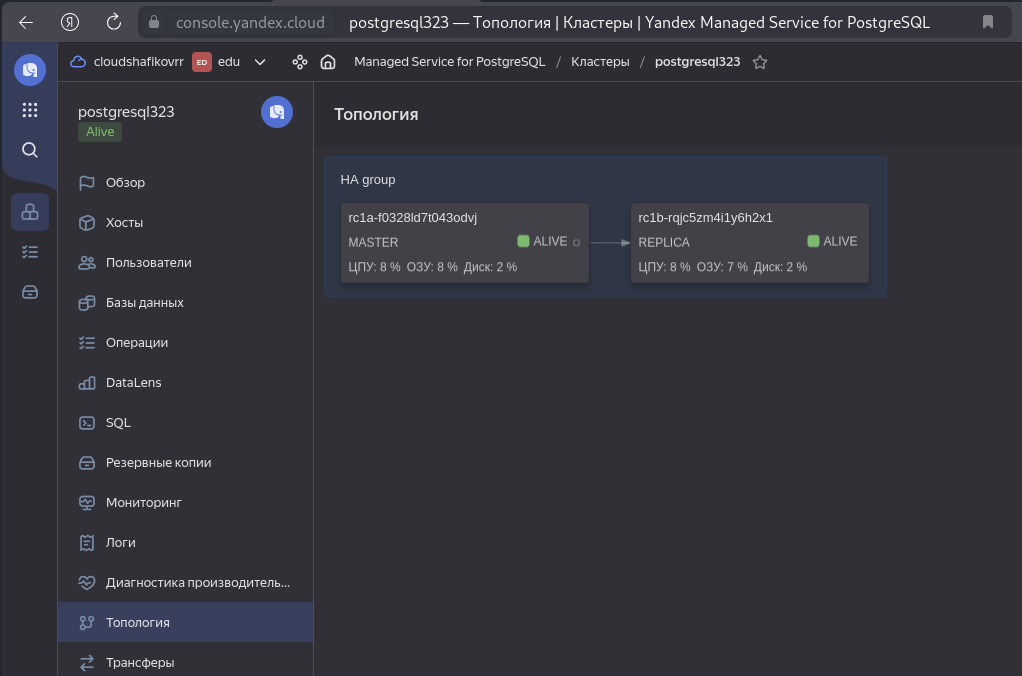 console.yandex.cloud postgresql323 — Топология | Кластеры | Yandex Managed Service for PostgreSQL
cloudshafikovrr ED edu Managed Service for PostgreSQL / Кластеры / postgresql323
postgresql323
Alive
Обзор
Хосты
Пользователи
Базы данных
Операции
DataLens
SQL
Резервные копии
Мониторинг
Логи
Диагностика производитель...
Топология
Трансферы
Топология
HA group
rc1a-f0328ld7t043odvj
MASTER ALIVE
ЦПУ: 8 % ОЗУ: 8 % Диск: 2 %
rc1b-rqjc5zm4i1y6h2x1
REPLICA ALIVE
ЦПУ: 8 % ОЗУ: 7 % Диск: 2 %